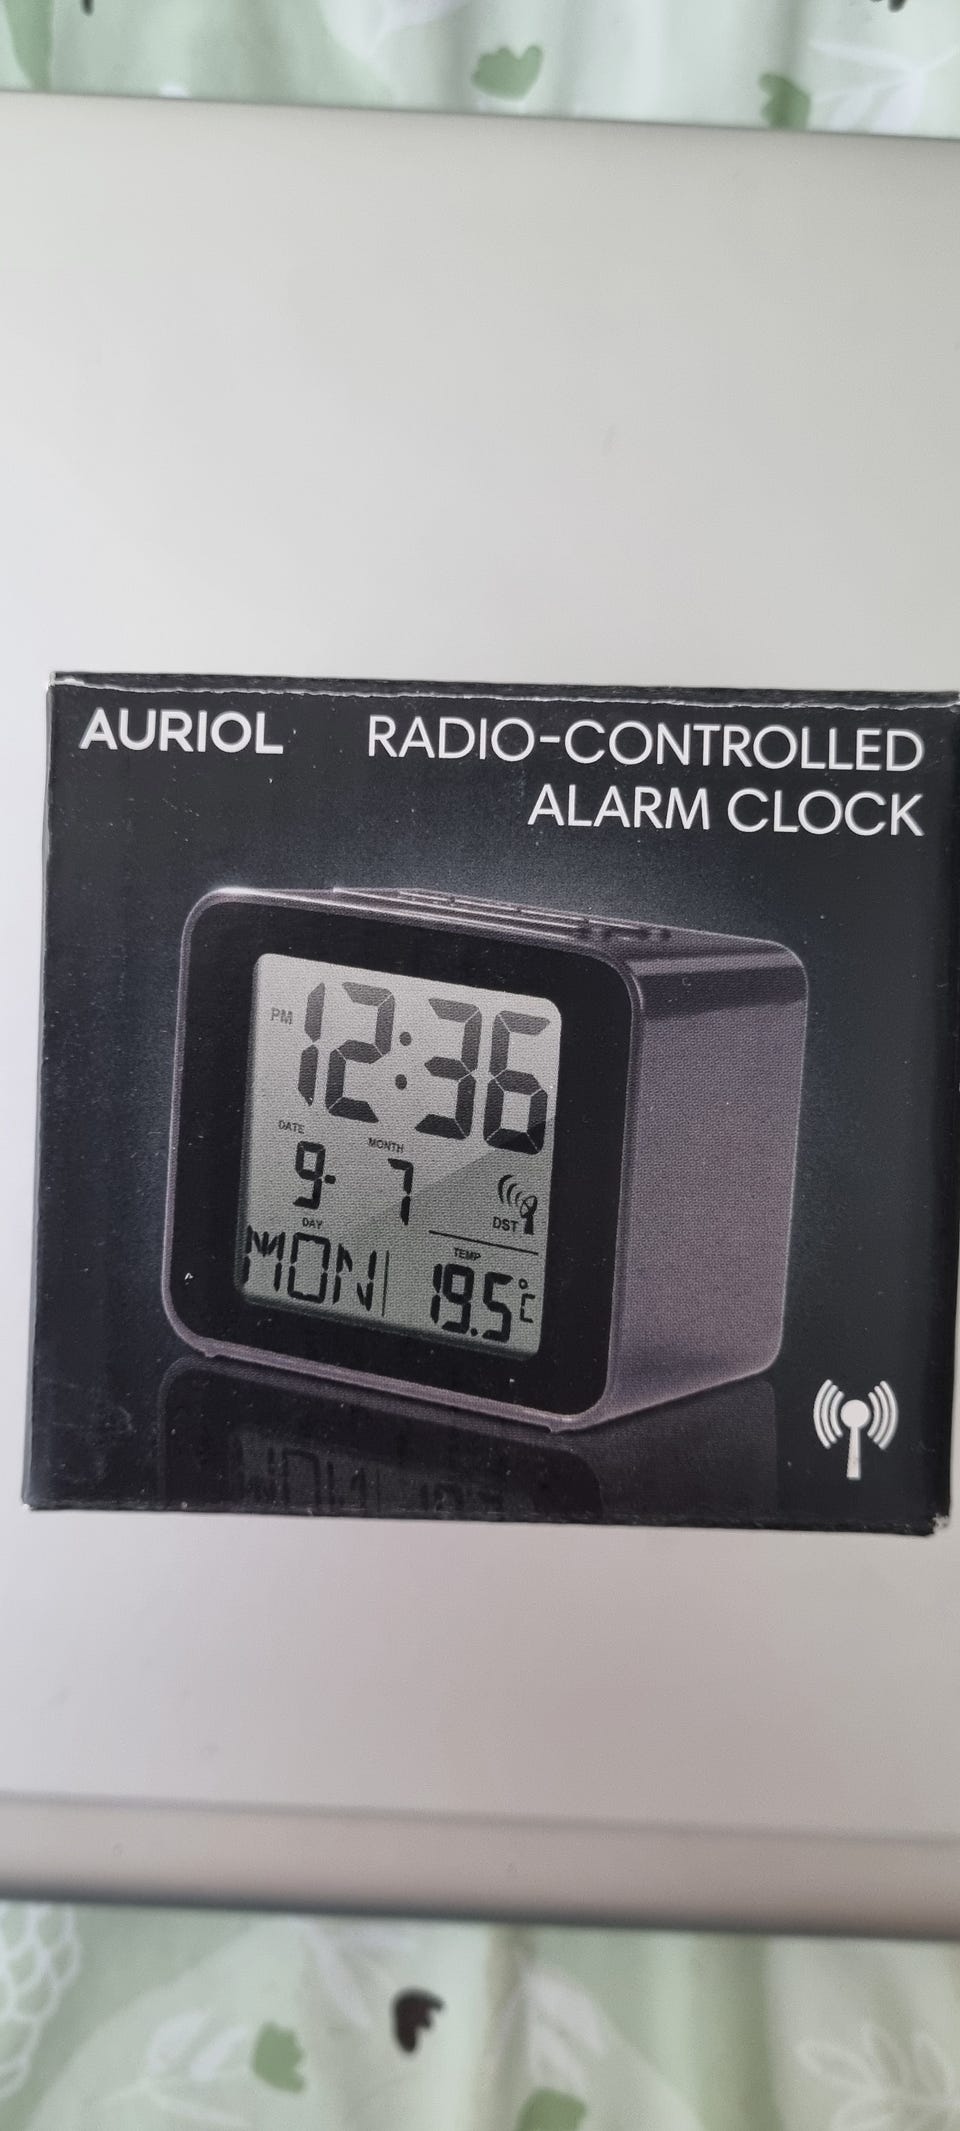 AURIOL
RADIO-CONTROLLED
ALARM CLOCK
PM 12:36
DATE MONTH
9- 7
DST
DAY TEMP
MON 19.5°C